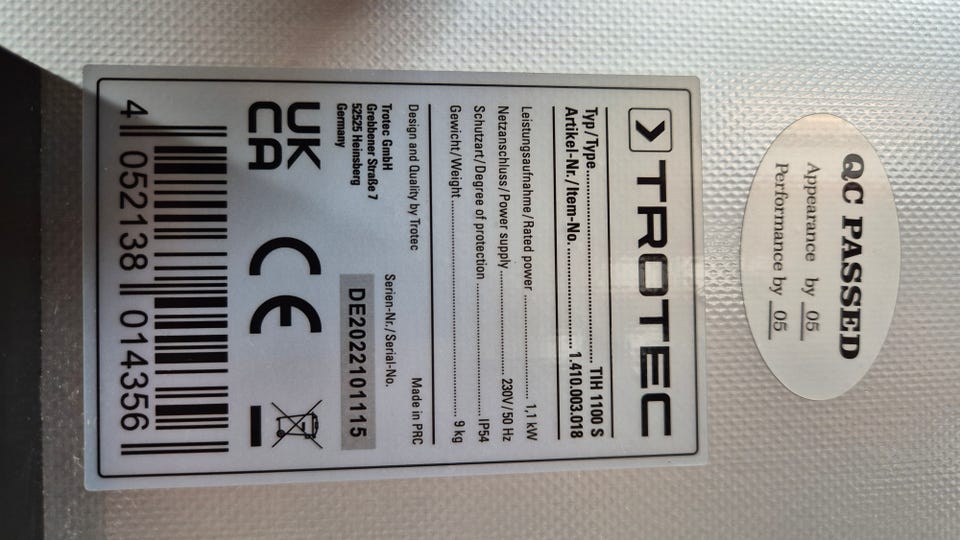 QC PASSED
Appearance by 05
Performance by 05
TROTEC
Typ/Type.................. TIH 1100 S
Artikel-Nr./Item-No. .................. 1.410.003.018
Leistungsaufnahme/Rated power .................. 1,1 kW
Netzanschluss/Power supply .................. 230V/50 Hz
Schutzart/Degree of protection .................. IP54
Gewicht/Weight .................. 9 kg
Design and Quality by Trotec
Made in PRC
Trotec GmbH
Grebbener Straße 7
52525 Heinsberg
Germany
Serien-Nr./Serial-No.
DE2022101115
UK
CA
CE
4 052138 014356